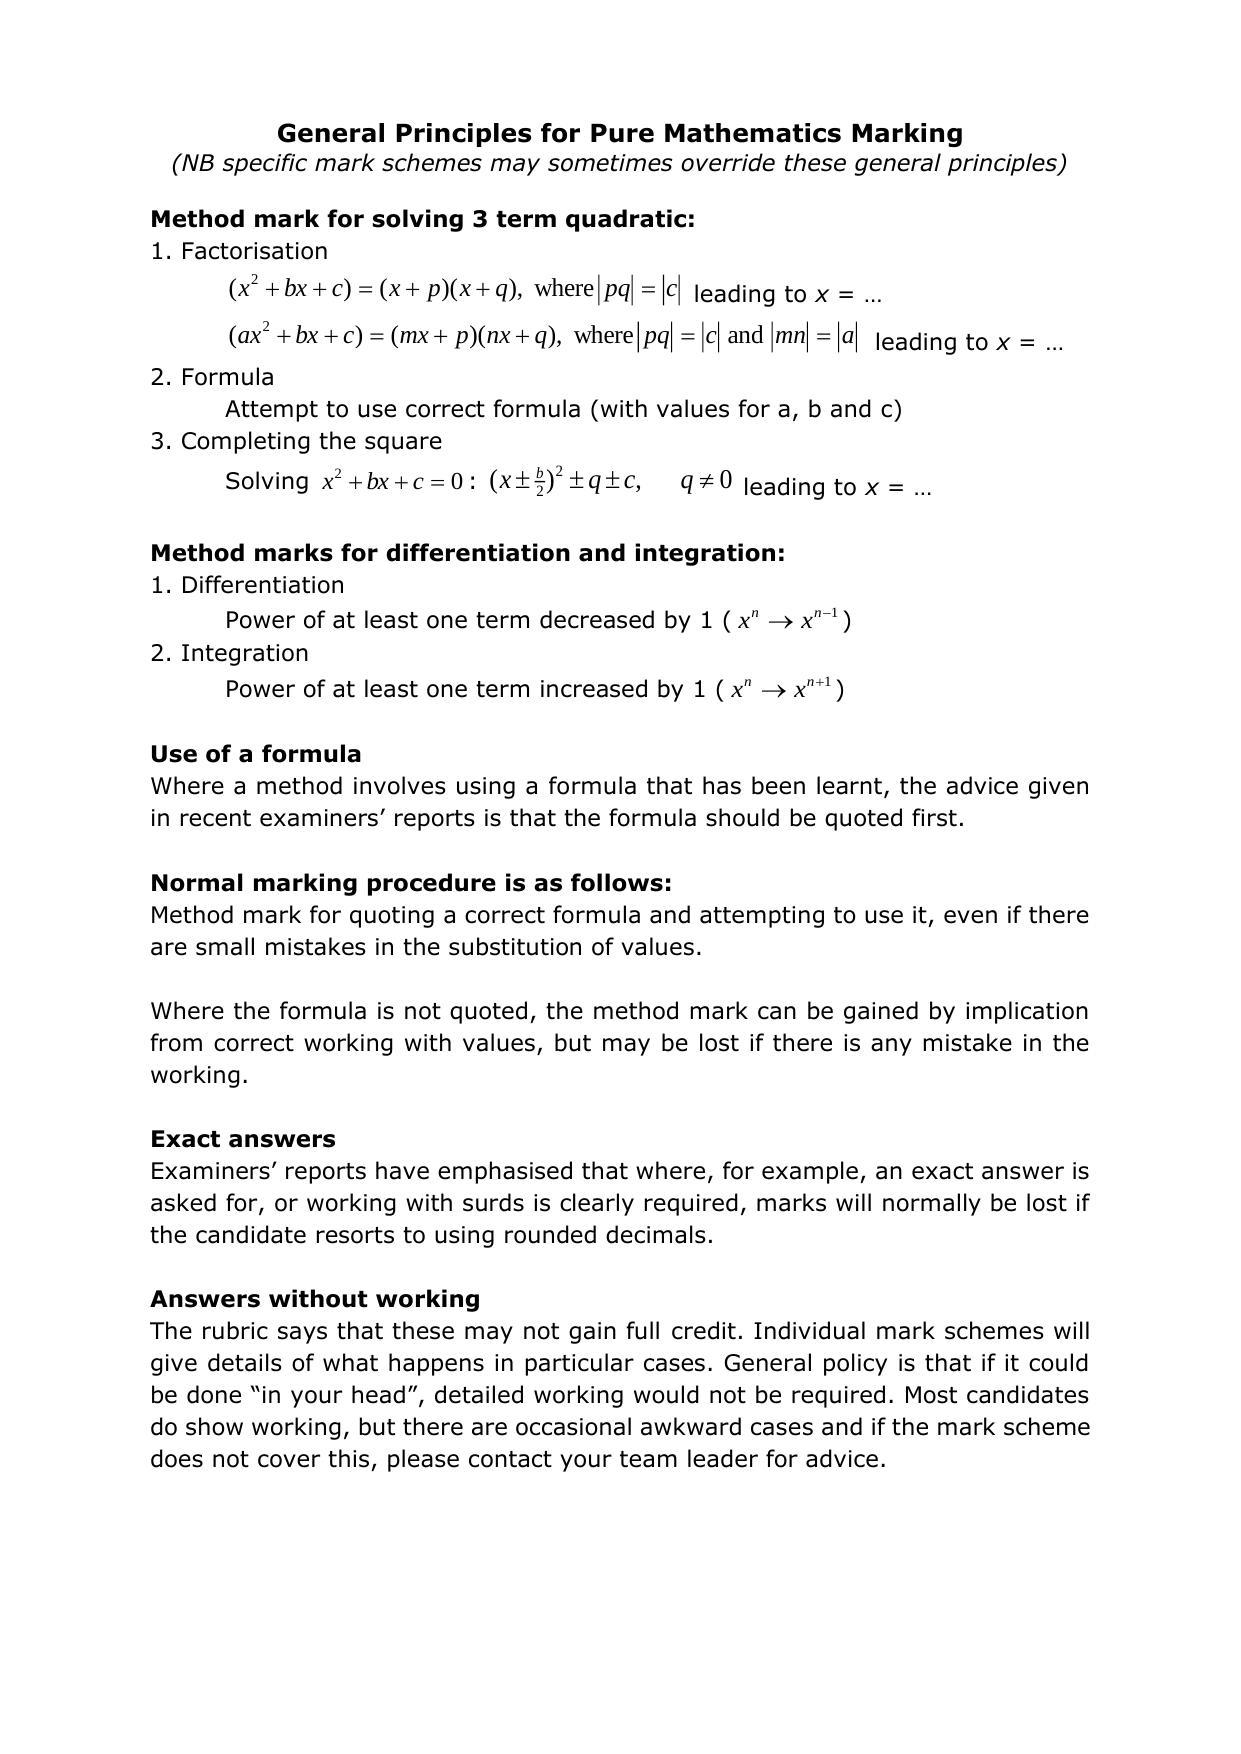 General Principles for Pure Mathematics Marking
(NB specific mark schemes may sometimes override these general principles)
Method mark for solving 3 term quadratic:
1. Factorisation
(x² + bx + c) = (x + p)(x + q), where |pq| = |c| leading to x = …
(ax² + bx + c) = (mx + p)(nx + q), where |pq| = |c| and |mn| = |a| leading to x = …
2. Formula
Attempt to use correct formula (with values for a, b and c)
3. Completing the square
Solving x² + bx + c = 0 : (x ± b/2)² ± q ± c, q ≠ 0 leading to x = …
Method marks for differentiation and integration:
1. Differentiation
Power of at least one term decreased by 1 ( xⁿ → xⁿ⁻¹ )
2. Integration
Power of at least one term increased by 1 ( xⁿ → xⁿ⁺¹ )
Use of a formula
Where a method involves using a formula that has been learnt, the advice given
in recent examiners’ reports is that the formula should be quoted first.
Normal marking procedure is as follows:
Method mark for quoting a correct formula and attempting to use it, even if there
are small mistakes in the substitution of values.
Where the formula is not quoted, the method mark can be gained by implication
from correct working with values, but may be lost if there is any mistake in the
working.
Exact answers
Examiners’ reports have emphasised that where, for example, an exact answer is
asked for, or working with surds is clearly required, marks will normally be lost if
the candidate resorts to using rounded decimals.
Answers without working
The rubric says that these may not gain full credit. Individual mark schemes will
give details of what happens in particular cases. General policy is that if it could
be done “in your head”, detailed working would not be required. Most candidates
do show working, but there are occasional awkward cases and if the mark scheme
does not cover this, please contact your team leader for advice.